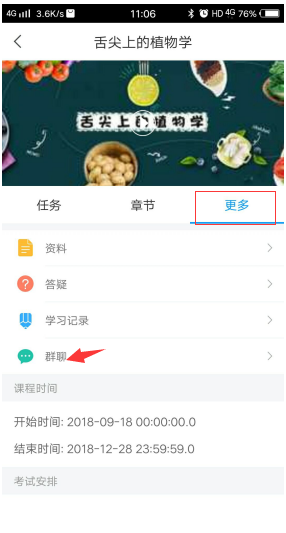 4G 3.6K/s 11:06 HD 4G 76%
舌尖上的植物学
舌尖上的植物学
任务 章节 更多
资料
答疑
学习记录
群聊
课程时间
开始时间: 2018-09-18 00:00:00.0
结束时间: 2018-12-28 23:59:59.0
考试安排